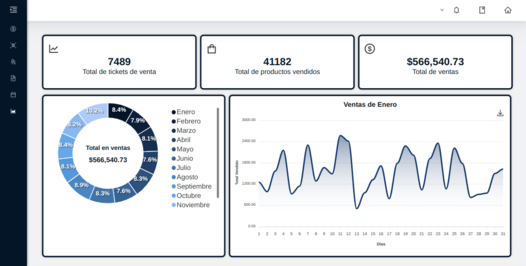 7489
Total de tickets de venta
41182
Total de productos vendidos
$566,540.73
Total de ventas
8.4%
7.9%
8.1%
7.6%
8.3%
7.6%
8.3%
8.9%
8.1%
8.4%
Total en ventas
$566,540.73
Enero
Febrero
Marzo
Abril
Mayo
Junio
Julio
Agosto
Septiembre
Octubre
Noviembre
Ventas de Enero
3000.00
2400.00
1800.00
1200.00
600.00
0.00
Total Vendido
1 2 3 4 5 6 7 8 9 10 11 12 13 14 15 16 17 18 19 20 21 22 23 24 25 26 27 28 29 30 31
Días